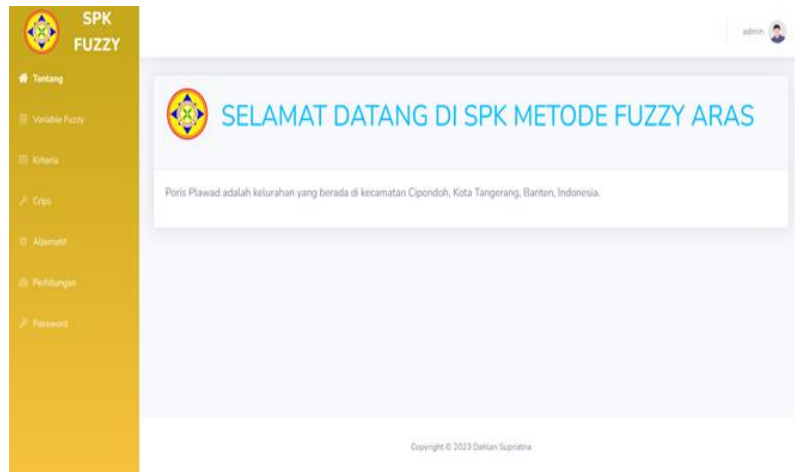 SPK
FUZZY
admin
Tentang
Variable Fuzzy
Kriteria
Crips
Alternatif
Perhitungan
Password
SELAMAT DATANG DI SPK METODE FUZZY ARAS
Poris Plawad adalah kelurahan yang berada di kecamatan Cipondoh, Kota Tangerang, Banten, Indonesia.
Copyright © 2023 Dahlan Supriatna